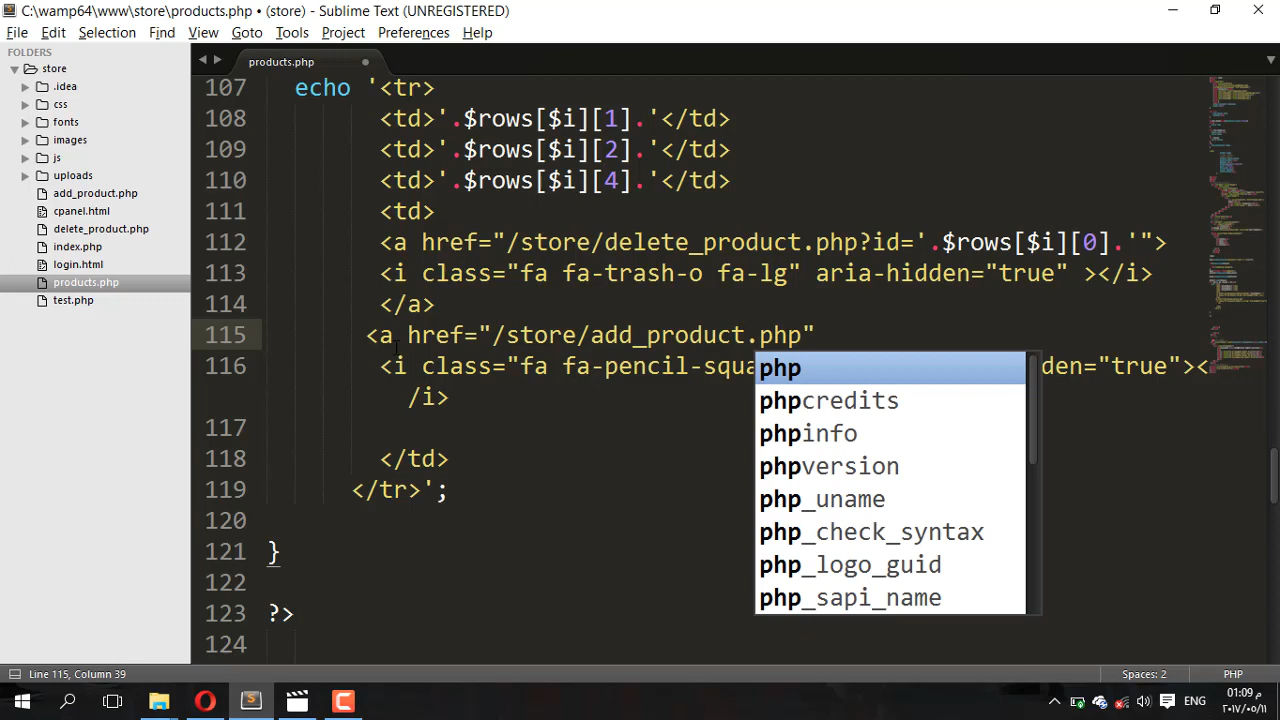 C:\wamp64\www\store\products.php • (store) - Sublime Text (UNREGISTERED)
File Edit Selection Find View Goto Tools Project Preferences Help
FOLDERS
store
.idea
css
fonts
images
js
uploads
add_product.php
cpanel.html
delete_product.php
index.php
login.html
products.php
test.php
products.php
107 echo '<tr>
108 <td>'.$rows[$i][1].'</td>
109 <td>'.$rows[$i][2].'</td>
110 <td>'.$rows[$i][4].'</td>
111 <td>
112 <a href="/store/delete_product.php?id='.$rows[$i][0].'">
113 <i class="fa fa-trash-o fa-lg" aria-hidden="true" ></i>
114 </a>
115 <a href="/store/add_product.php"
116 <i class="fa fa-pencil-squa den="true"><
/i>
117
118 </td>
119 </tr>';
120
121 }
122
123 ?>
124
php
phpcredits
phpinfo
phpversion
php_uname
php_check_syntax
php_logo_guid
php_sapi_name
Line 115, Column 39
Spaces: 2 PHP
ENG
01:09 م
٢٠١٧/٠٥/١١